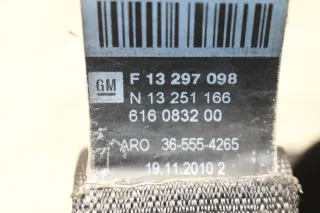 GM
F 13 297 098
N 13 251 166
616 0832 00
ARO 36-555-4265
19.11.2010 2